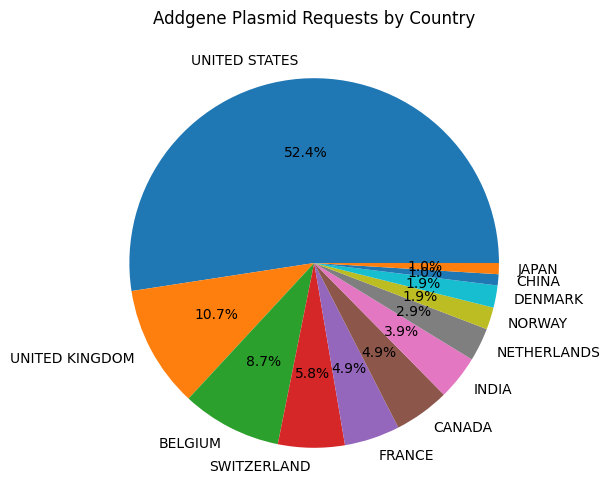 Addgene Plasmid Requests by Country
UNITED STATES
52.4%
UNITED KINGDOM
10.7%
BELGIUM
8.7%
SWITZERLAND
5.8%
FRANCE
4.9%
CANADA
4.9%
INDIA
3.9%
NETHERLANDS
2.9%
NORWAY
1.9%
DENMARK
1.9%
CHINA
1.0%
JAPAN
1.0%